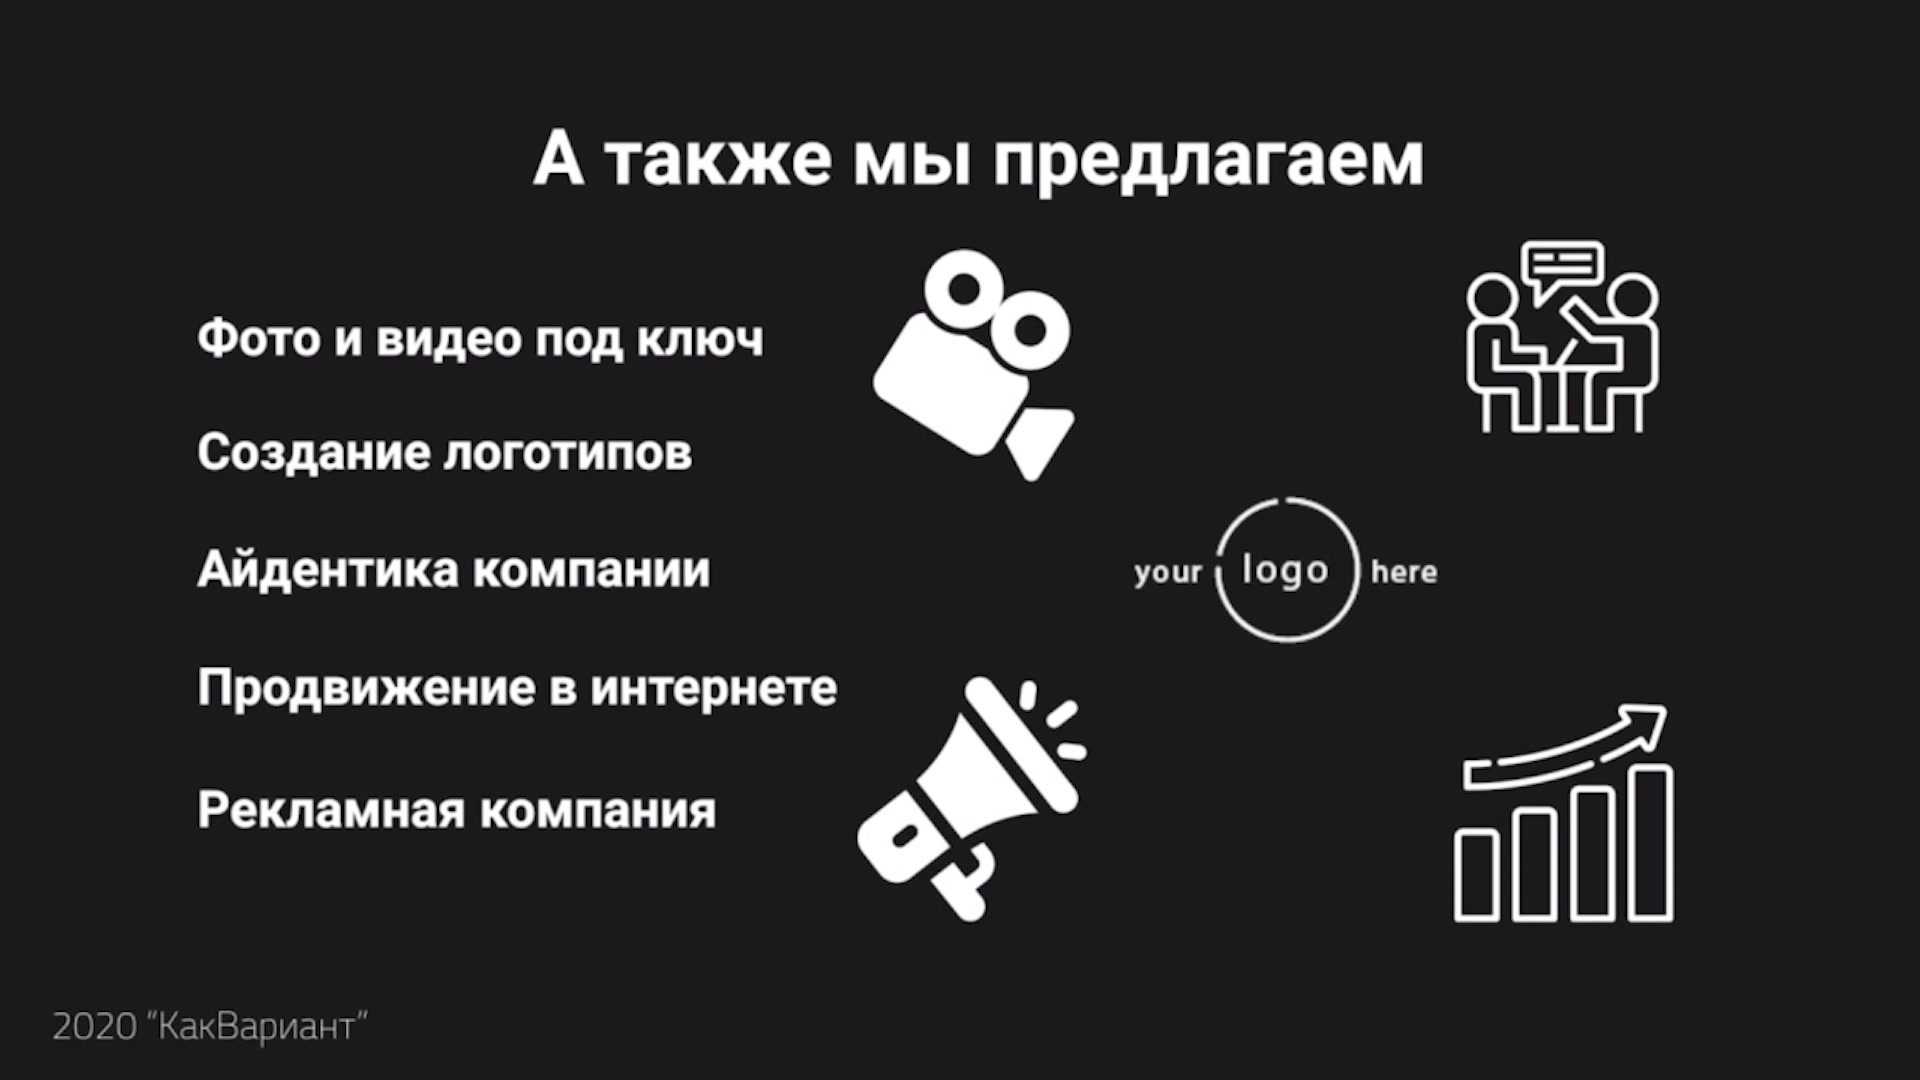 А также мы предлагаем
Фото и видео под ключ
Создание логотипов
Айдентика компании
your logo here
Продвижение в интернете
Рекламная компания
2020 "КакВариант"